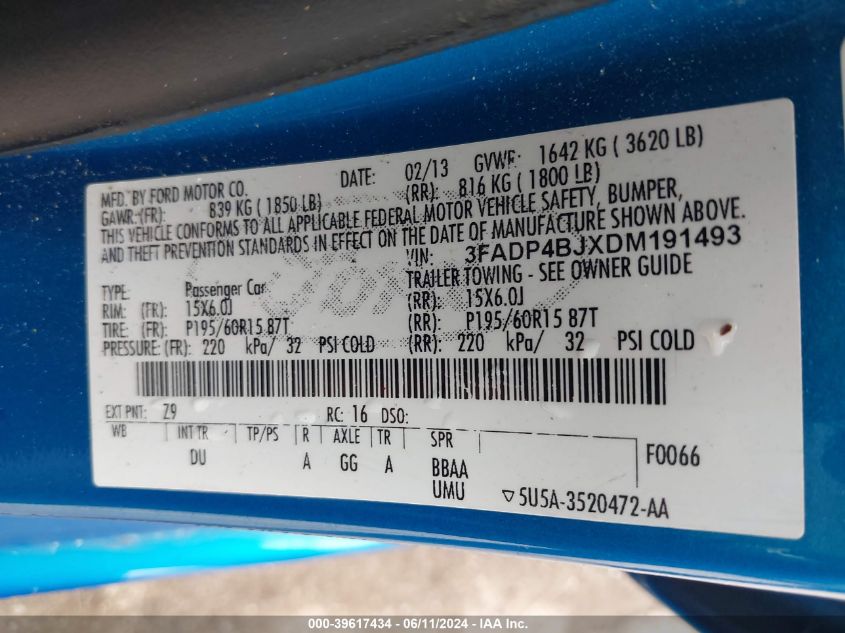 MFD. BY FORD MOTOR CO. DATE: 02/13 GVWR: 1642 KG ( 3620 LB)
GAWR:(FR): 839 KG ( 1850 LB) (RR): 816 KG ( 1800 LB)
THIS VEHICLE CONFORMS TO ALL APPLICABLE FEDERAL MOTOR VEHICLE SAFETY, BUMPER,
AND THEFT PREVENTION STANDARDS IN EFFECT ON THE DATE OF MANUFACTURE SHOWN ABOVE.
VIN: 3FADP4BJXDM191493
TYPE: Passenger Car TRAILER TOWING - SEE OWNER GUIDE
RIM: (FR): 15X6.0J (RR): 15X6.0J
TIRE: (FR): P195/60R15 87T (RR): P195/60R15 87T
PRESSURE: (FR): 220 kPa/ 32 PSI COLD (RR): 220 kPa/ 32 PSI COLD
EXT PNT: Z9 RC: 16 DSO:
WB INT TR TP/PS R AXLE TR SPR F0066
DU A GG A BBAA
UMU ▽5U5A-3520472-AA
000-39617434 - 06/11/2024 - IAA Inc.